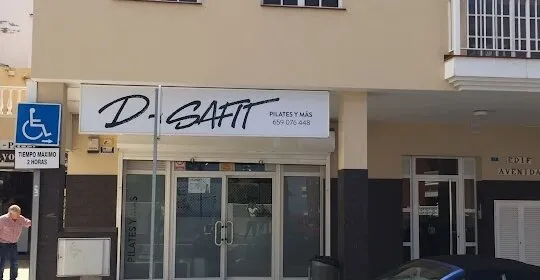 D-SAFIT
PILATES Y MÁS
659 076 448
TIEMPO MAXIMO
2 HORAS
PILATES Y MÁS
EDIF
AVENIDA